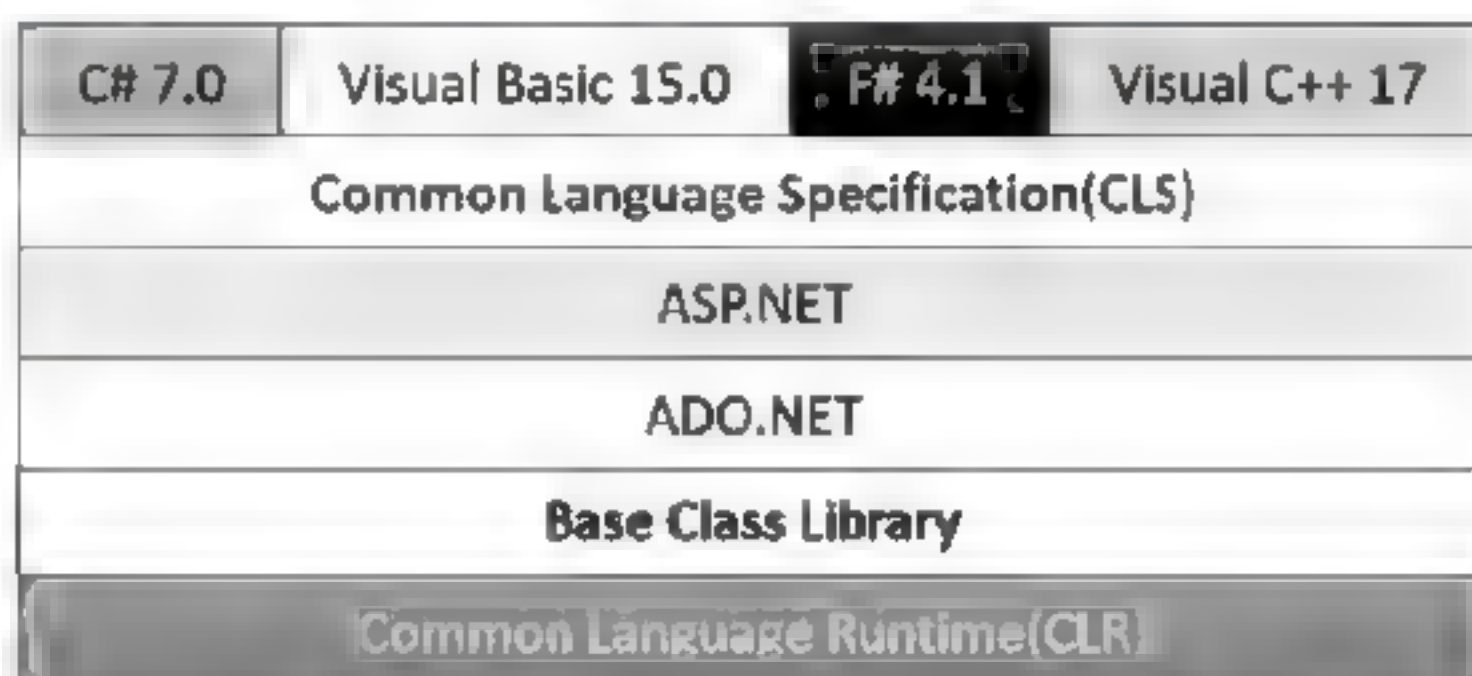 C# 7.0 Visual Basic 15.0 F# 4.1 Visual C++ 17
Common Language Specification(CLS)
ASP.NET
ADO.NET
Base Class Library
Common Language Runtime(CLR)